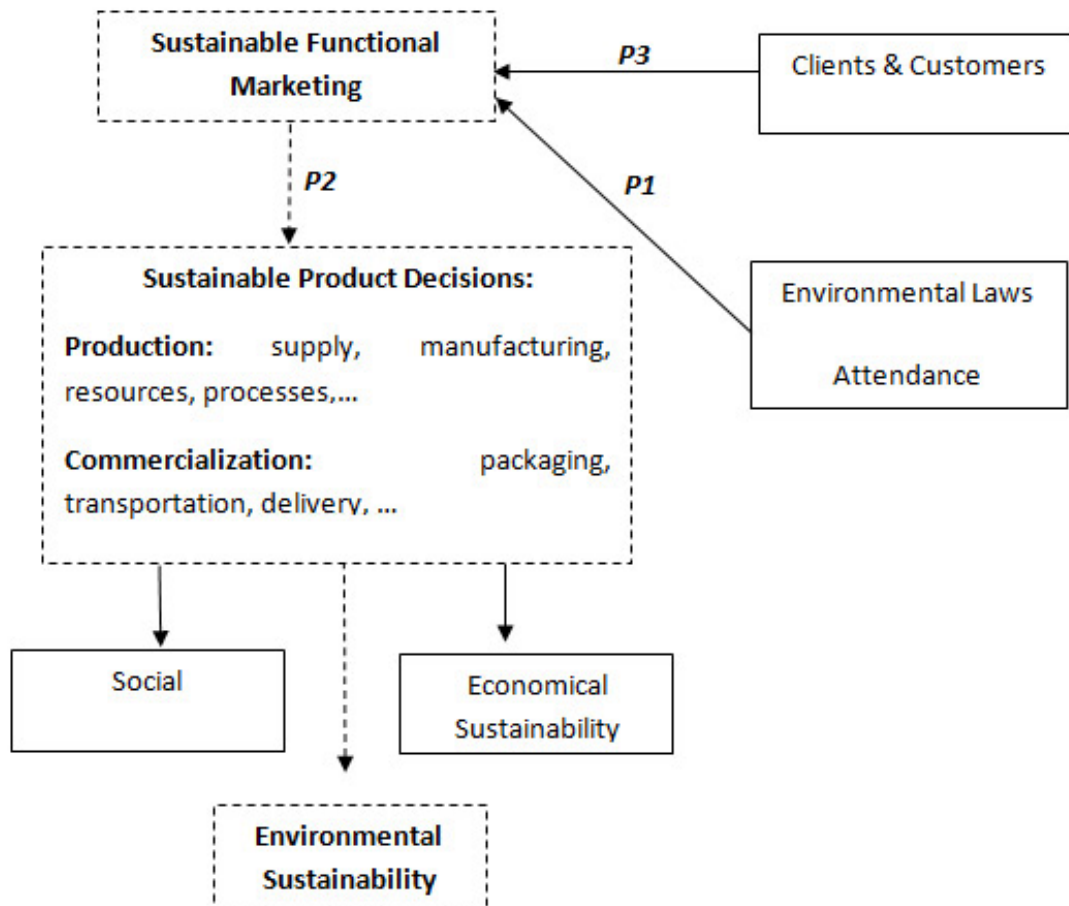 Sustainable Functional
Marketing
P3
Clients & Customers
P2
P1
Sustainable Product Decisions:
Production: supply, manufacturing,
resources, processes,...
Commercialization: packaging,
transportation, delivery, ...
Environmental Laws
Attendance
Social
Economical
Sustainability
Environmental
Sustainability